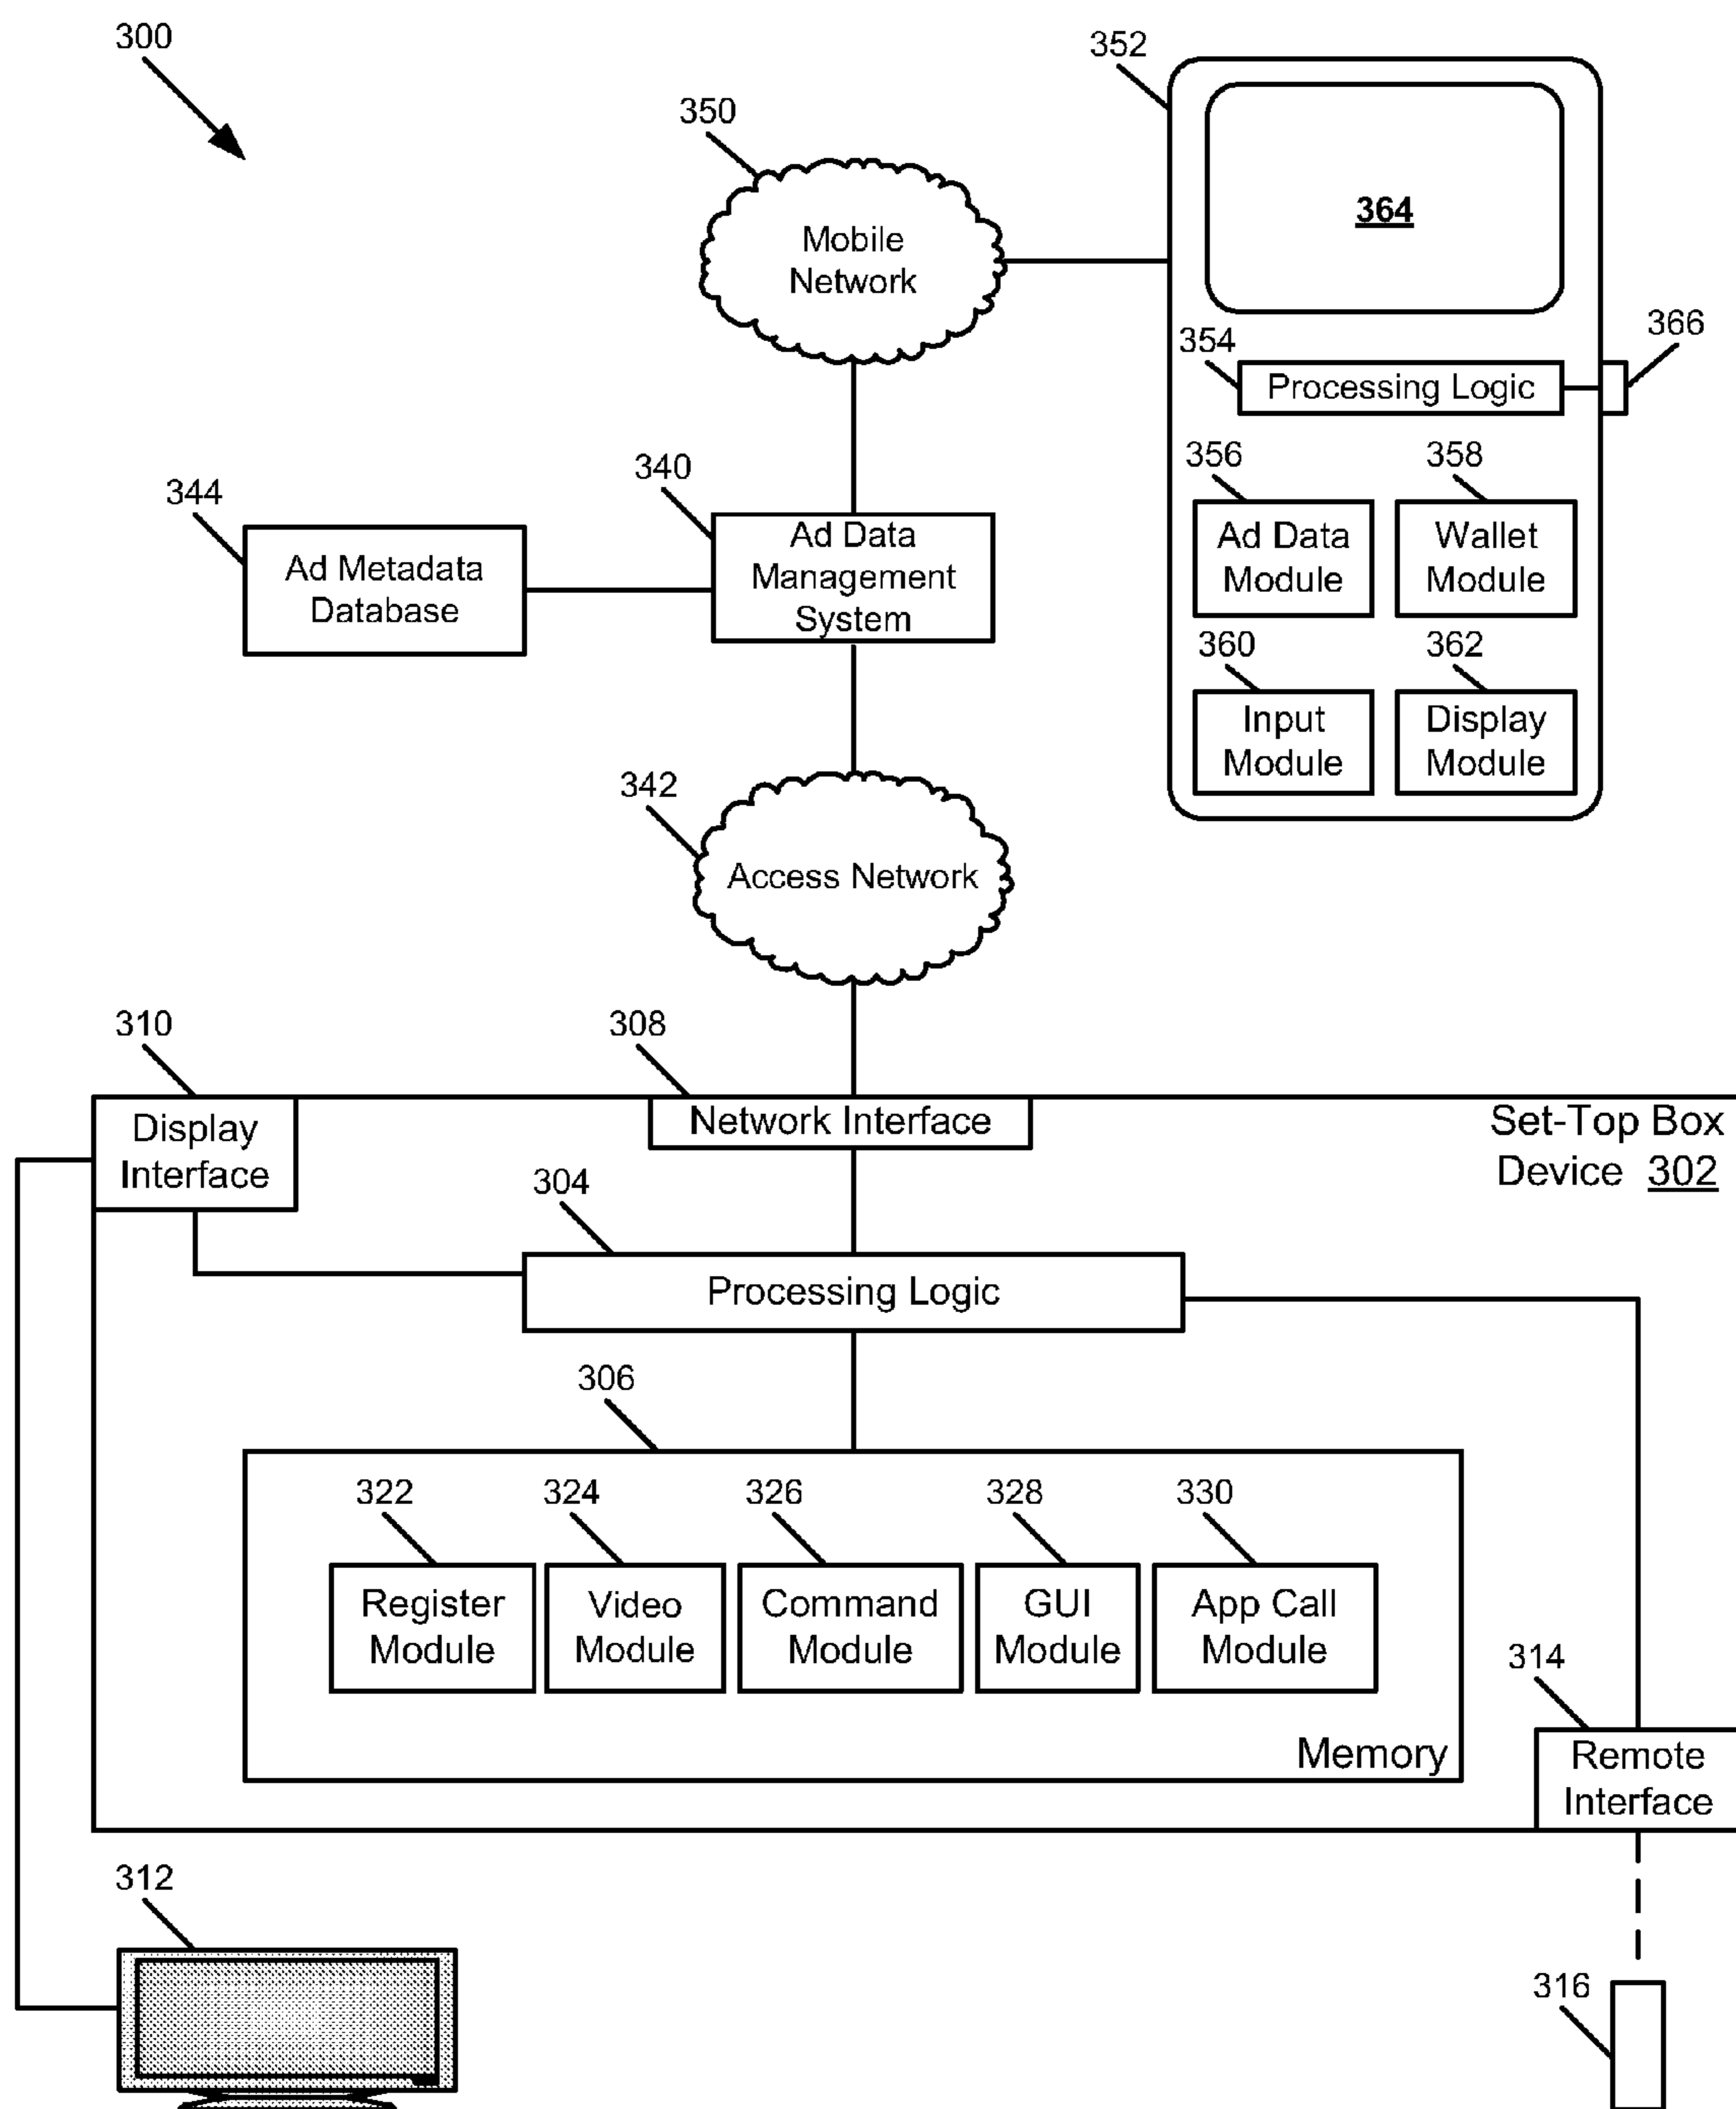 300
352
350
364
Mobile
Network
354
366
Processing Logic
340
356
358
344
Ad Data
Management
System
Ad Data
Module
Wallet
Module
Ad Metadata
Database
360
362
Input
Module
Display
Module
342
Access Network
310
308
Display
Interface
Network Interface
Set-Top Box
Device 302
304
Processing Logic
306
322
324
326
328
330
Register
Module
Video
Module
Command
Module
GUI
Module
App Call
Module
314
Memory
Remote
Interface
312
316